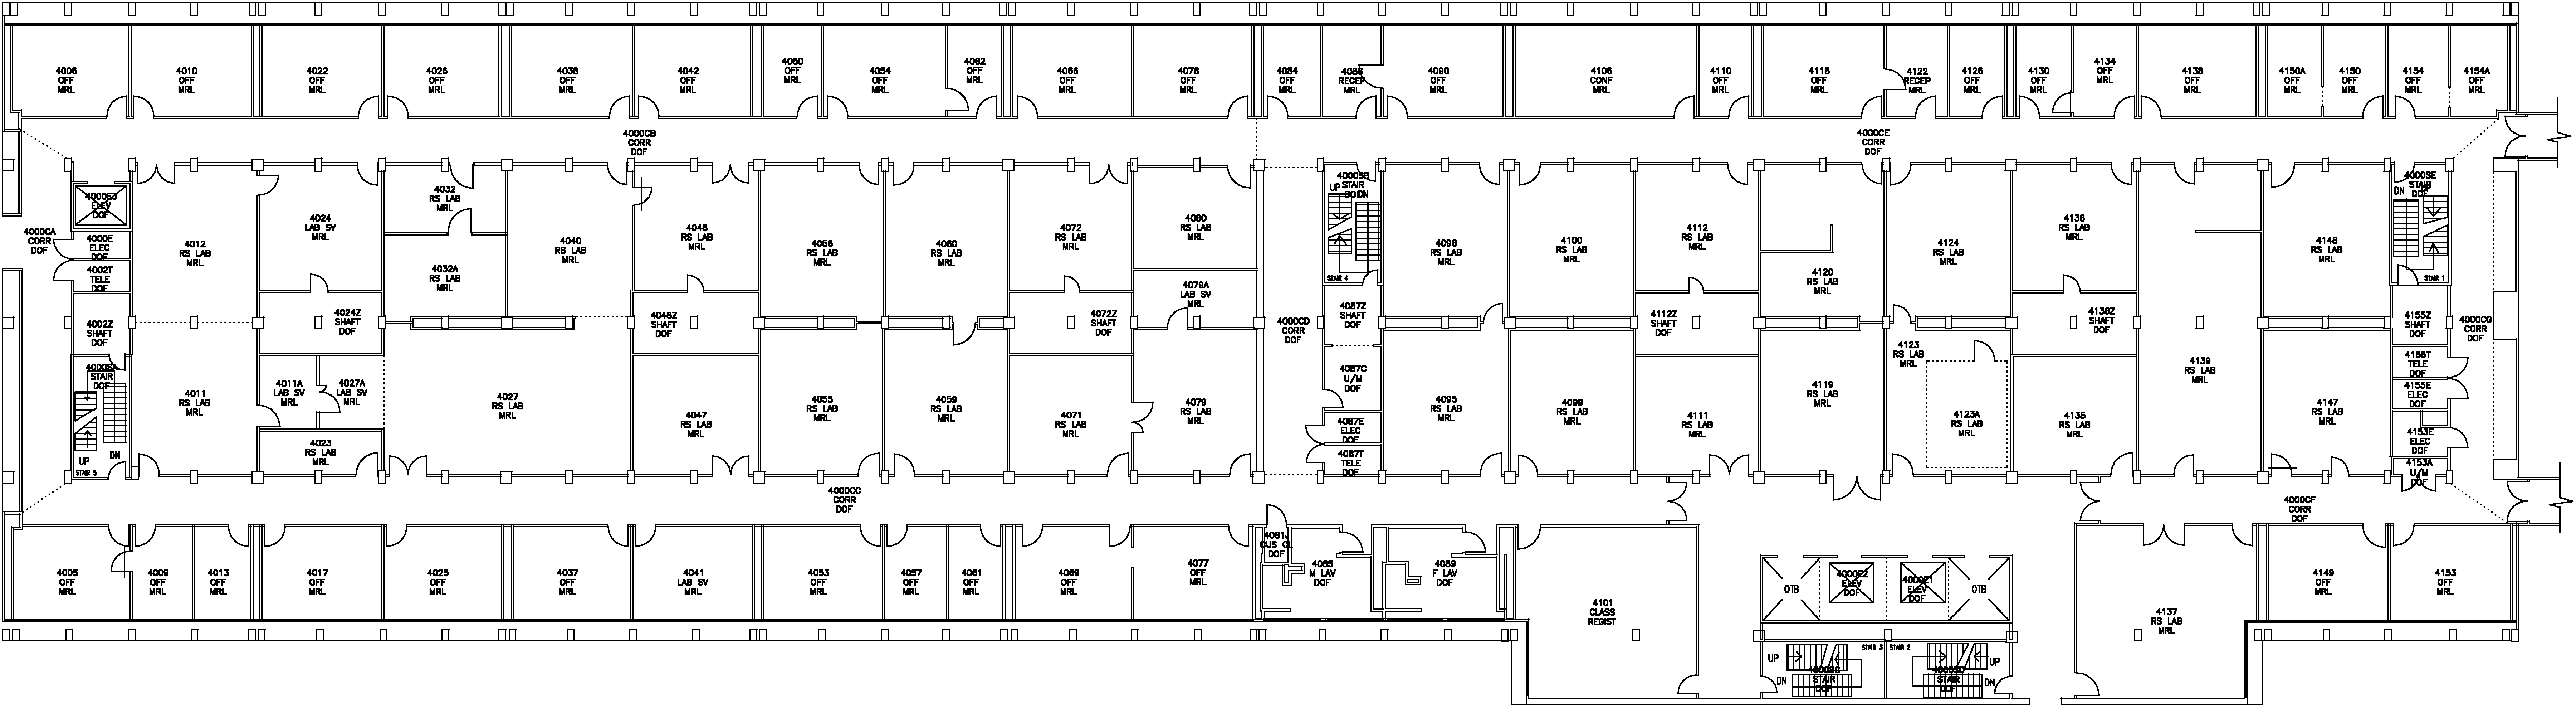 4006
OFF
MRL
4010
OFF
MRL
4022
OFF
MRL
4026
OFF
MRL
4038
OFF
MRL
4042
OFF
MRL
4050
OFF
MRL
4054
OFF
MRL
4062
OFF
MRL
4066
OFF
MRL
4078
OFF
MRL
4084
OFF
MRL
4086
RECEP
MRL
4090
OFF
MRL
4106
CONF
MRL
4110
OFF
MRL
4118
OFF
MRL
4122
RECEP
MRL
4126
OFF
MRL
4130
OFF
MRL
4134
OFF
MRL
4138
OFF
MRL
4150A
OFF
MRL
4150
OFF
MRL
4154
OFF
MRL
4154A
OFF
MRL
4000CB
CORR
DOF
4000CE
CORR
DOF
4000CA
CORR
DOF
4000E3
ELEV
DOF
4000E
ELEC
DOF
4002T
TELE
DOF
4002Z
SHAFT
DOF
4000SA
STAIR
DOF
UP
DN
STAIR 5
4012
RS LAB
MRL
4011
RS LAB
MRL
4024
LAB SV
MRL
4024Z
SHAFT
DOF
4011A
LAB SV
MRL
4027A
LAB SV
MRL
4023
RS LAB
MRL
4032
RS LAB
MRL
4032A
RS LAB
MRL
4040
RS LAB
MRL
4027
RS LAB
MRL
4048
RS LAB
MRL
4048Z
SHAFT
DOF
4047
RS LAB
MRL
4056
RS LAB
MRL
4055
RS LAB
MRL
4060
RS LAB
MRL
4059
RS LAB
MRL
4072
RS LAB
MRL
4072Z
SHAFT
DOF
4071
RS LAB
MRL
4080
RS LAB
MRL
4079A
LAB SV
MRL
4079
RS LAB
MRL
4000CD
CORR
DOF
4000SB
STAIR
DOF
UP
DN
STAIR 4
4087Z
SHAFT
DOF
4087C
U/M
DOF
4087E
ELEC
DOF
4087T
TELE
DOF
4096
RS LAB
MRL
4095
RS LAB
MRL
4100
RS LAB
MRL
4099
RS LAB
MRL
4112
RS LAB
MRL
4112Z
SHAFT
DOF
4111
RS LAB
MRL
4120
RS LAB
MRL
4119
RS LAB
MRL
4124
RS LAB
MRL
4123
RS LAB
MRL
4123A
RS LAB
MRL
4136
RS LAB
MRL
4136Z
SHAFT
DOF
4135
RS LAB
MRL
4139
RS LAB
MRL
4148
RS LAB
MRL
4147
RS LAB
MRL
4000SE
STAIR
DOF
DN
STAIR 1
4155Z
SHAFT
DOF
4155T
TELE
DOF
4155E
ELEC
DOF
4153E
ELEC
DOF
4153A
U/M
DOF
4000CG
CORR
DOF
4000CC
CORR
DOF
4000CF
CORR
DOF
4005
OFF
MRL
4009
OFF
MRL
4013
OFF
MRL
4017
OFF
MRL
4025
OFF
MRL
4037
OFF
MRL
4041
LAB SV
MRL
4053
OFF
MRL
4057
OFF
MRL
4061
OFF
MRL
4069
OFF
MRL
4077
OFF
MRL
4081J
CUS CL
DOF
4085
M LAV
DOF
4089
F LAV
DOF
4101
CLASS
REGIST
OTB
4000E2
ELEV
DOF
4000E1
ELEV
DOF
OTB
UP
DN
STAIR 3
4000SC
STAIR
DOF
STAIR 2
4000SD
STAIR
DOF
UP
DN
4137
RS LAB
MRL
4149
OFF
MRL
4153
OFF
MRL